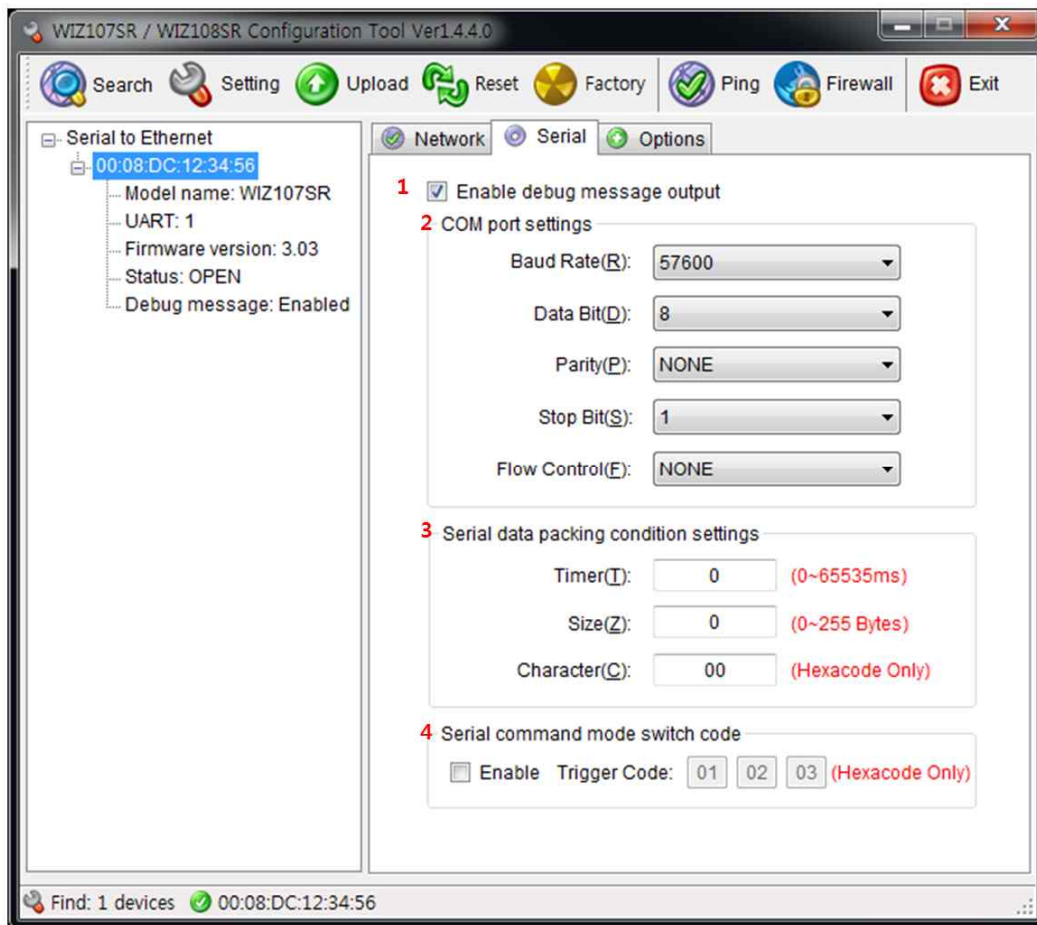 WIZ107SR / WIZ108SR Configuration Tool Ver1.4.4.0
Search Setting Upload Reset Factory Ping Firewall Exit
Serial to Ethernet
00:08:DC:12:34:56
Model name: WIZ107SR
UART: 1
Firmware version: 3.03
Status: OPEN
Debug message: Enabled
Network Serial Options
1 Enable debug message output
2 COM port settings
Baud Rate(R): 57600
Data Bit(D): 8
Parity(P): NONE
Stop Bit(S): 1
Flow Control(F): NONE
3 Serial data packing condition settings
Timer(T): 0 (0~65535ms)
Size(Z): 0 (0~255 Bytes)
Character(C): 00 (Hexacode Only)
4 Serial command mode switch code
Enable Trigger Code: 01 02 03 (Hexacode Only)
Find: 1 devices 00:08:DC:12:34:56